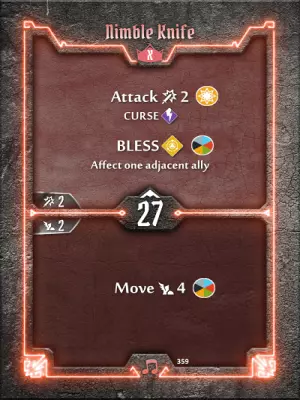 Nimble Knife
X
Attack 2
CURSE
BLESS
Affect one adjacent ally
2
27
2
Move 4
359